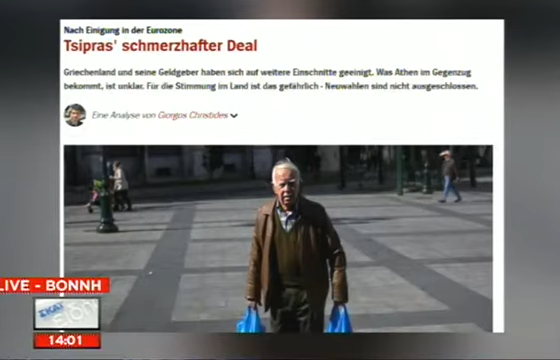 Nach Einigung in der Eurozone
Tsipras' schmerzhafter Deal
Griechenland und seine Geldgeber haben sich auf weitere Einschnitte geeinigt. Was Athen im Gegenzug
bekommt, ist unklar. Für die Stimmung im Land ist das gefährlich - Neuwahlen sind nicht ausgeschlossen.
Eine Analyse von Giorgos Christides
LIVE - ΒΟΝΝΗ
ΣΚΑΪ
14:01